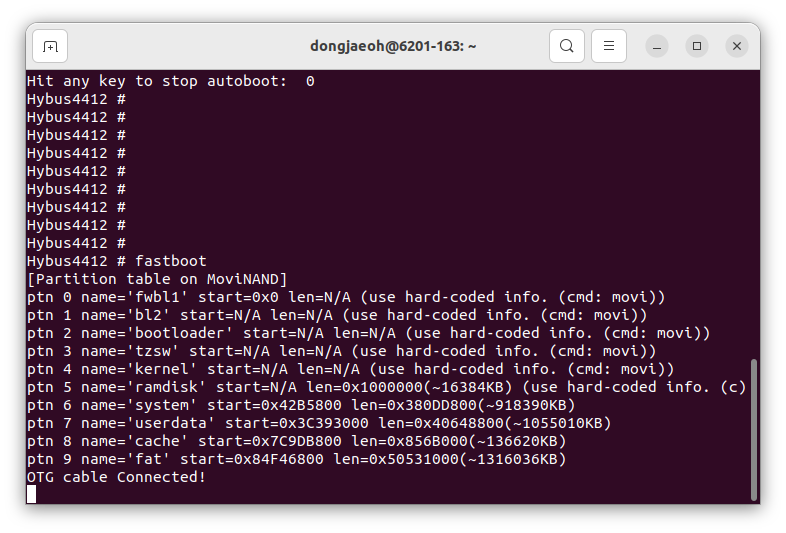 dongjaeoh@6201-163: ~
Hit any key to stop autoboot:  0
Hybus4412 #
Hybus4412 #
Hybus4412 #
Hybus4412 #
Hybus4412 #
Hybus4412 #
Hybus4412 #
Hybus4412 #
Hybus4412 #
Hybus4412 # fastboot
[Partition table on MoviNAND]
ptn 0 name='fwbl1' start=0x0 len=N/A (use hard-coded info. (cmd: movi))
ptn 1 name='bl2' start=N/A len=N/A (use hard-coded info. (cmd: movi))
ptn 2 name='bootloader' start=N/A len=N/A (use hard-coded info. (cmd: movi))
ptn 3 name='tzsw' start=N/A len=N/A (use hard-coded info. (cmd: movi))
ptn 4 name='kernel' start=N/A len=N/A (use hard-coded info. (cmd: movi))
ptn 5 name='ramdisk' start=N/A len=0x1000000(~16384KB) (use hard-coded info. (c)
ptn 6 name='system' start=0x42B5800 len=0x380DD800(~918390KB)
ptn 7 name='userdata' start=0x3C393000 len=0x40648800(~1055010KB)
ptn 8 name='cache' start=0x7C9DB800 len=0x856B000(~136620KB)
ptn 9 name='fat' start=0x84F46800 len=0x50531000(~1316036KB)
OTG cable Connected!